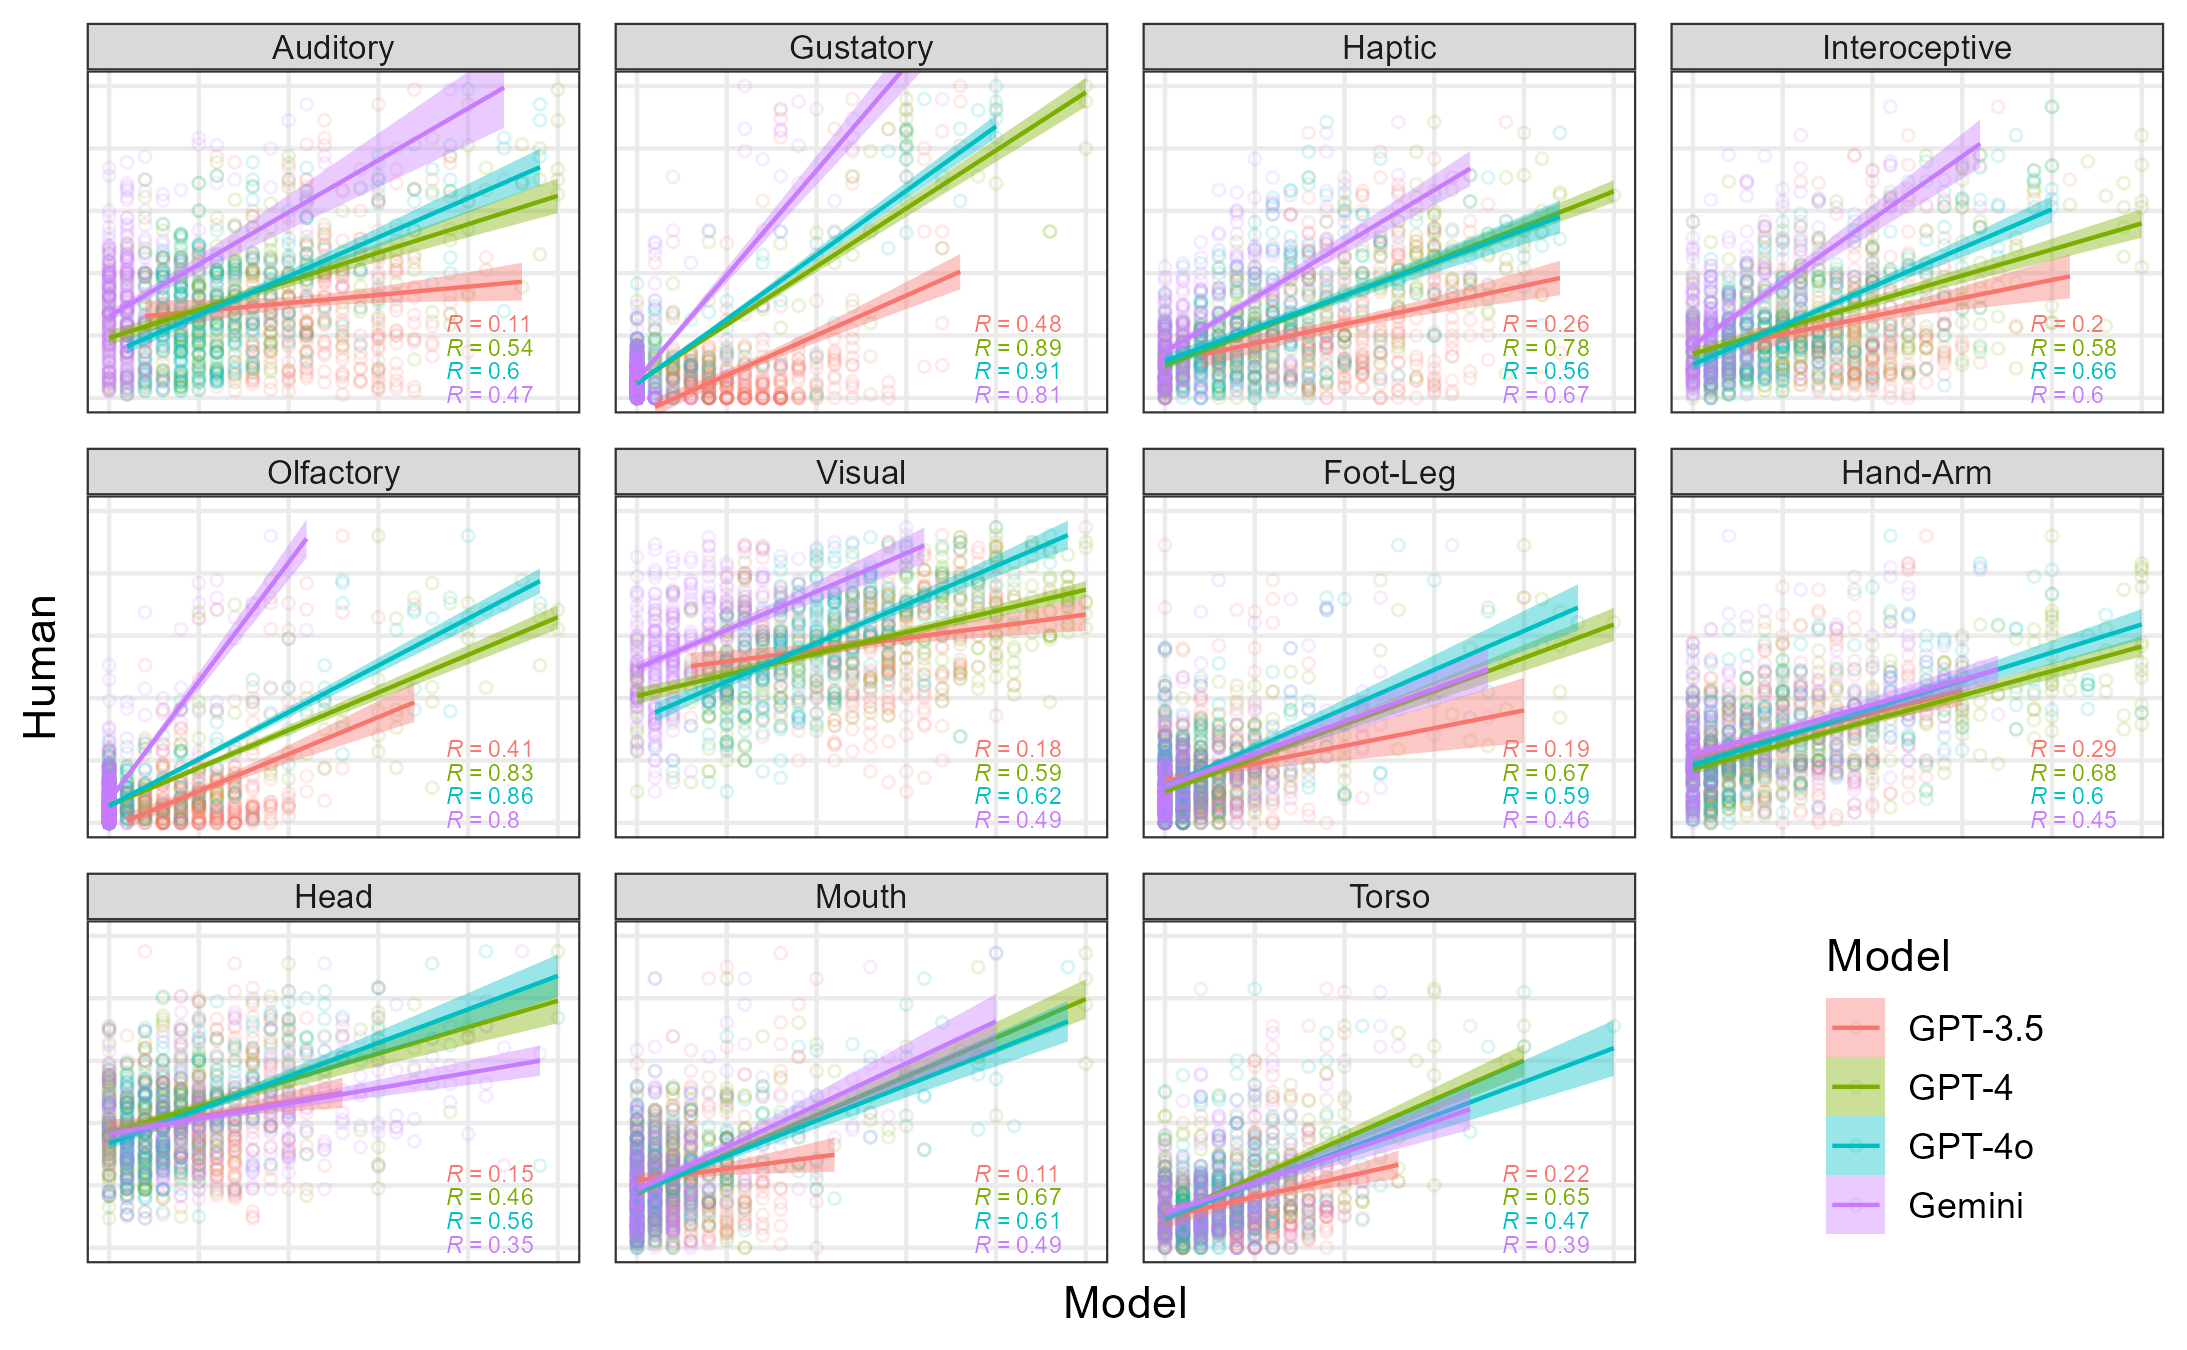 Auditory
Gustatory
Haptic
Interoceptive
R = 0.11
R = 0.54
R = 0.6
R = 0.47
R = 0.48
R = 0.89
R = 0.91
R = 0.81
R = 0.26
R = 0.78
R = 0.56
R = 0.67
R = 0.2
R = 0.58
R = 0.66
R = 0.6
Olfactory
Visual
Foot-Leg
Hand-Arm
R = 0.41
R = 0.83
R = 0.86
R = 0.8
R = 0.18
R = 0.59
R = 0.62
R = 0.49
R = 0.19
R = 0.67
R = 0.59
R = 0.46
R = 0.29
R = 0.68
R = 0.6
R = 0.45
Human
Head
Mouth
Torso
R = 0.15
R = 0.46
R = 0.56
R = 0.35
R = 0.11
R = 0.67
R = 0.61
R = 0.49
R = 0.22
R = 0.65
R = 0.47
R = 0.39
Model
GPT-3.5
GPT-4
GPT-4o
Gemini
Model